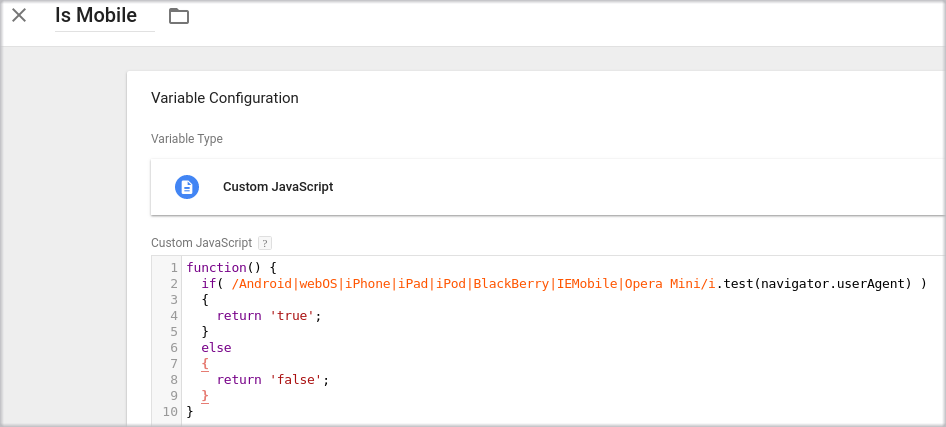 Is Mobile
Variable Configuration
Variable Type
Custom JavaScript
Custom JavaScript ?
1 function() {
2 if( /Android|webOS|iPhone|iPad|iPod|BlackBerry|IEMobile|Opera Mini/i.test(navigator.userAgent) )
3 {
4 return 'true';
5 }
6 else
7 {
8 return 'false';
9 }
10 }